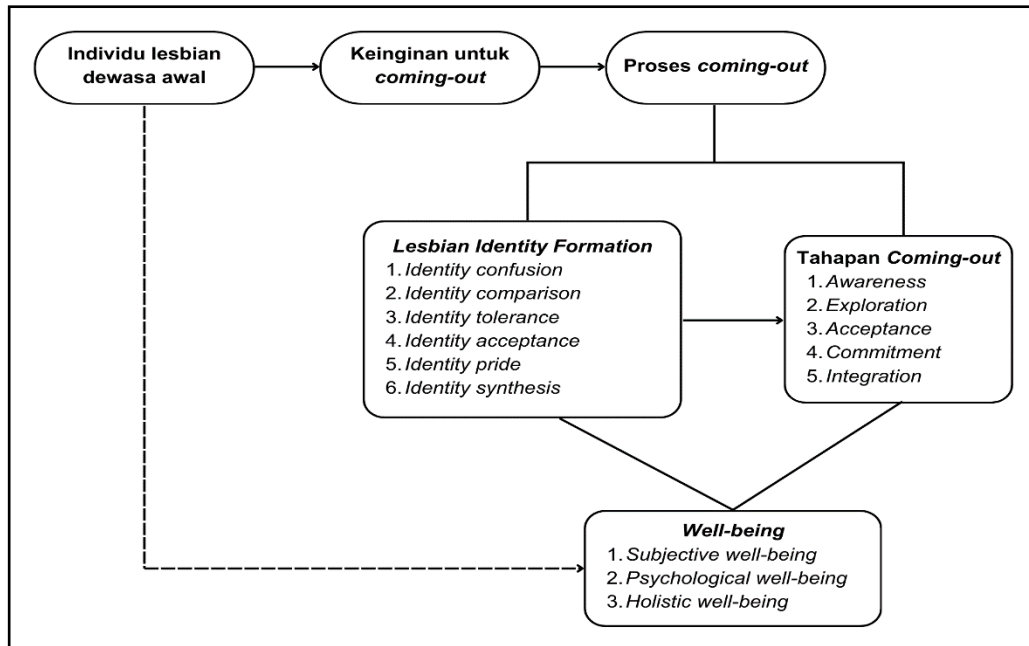 Individu lesbian
dewasa awal
Keinginan untuk
coming-out
Proses coming-out
Lesbian Identity Formation
1. Identity confusion
2. Identity comparison
3. Identity tolerance
4. Identity acceptance
5. Identity pride
6. Identity synthesis
Tahapan Coming-out
1. Awareness
2. Exploration
3. Acceptance
4. Commitment
5. Integration
Well-being
1. Subjective well-being
2. Psychological well-being
3. Holistic well-being